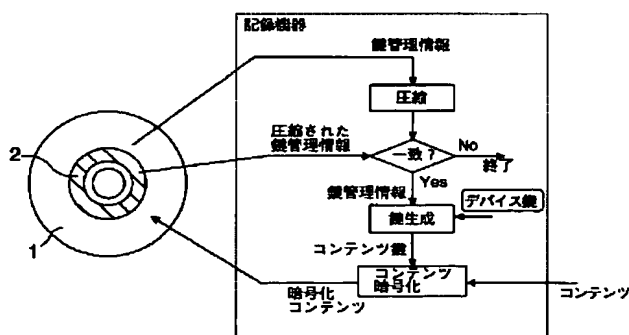 記録機器
鍵管理情報
圧縮
圧縮された
鍵管理情報
一致?
No
終了
Yes
鍵管理情報
デバイス鍵
鍵生成
コンテンツ鍵
コンテンツ
暗号化
コンテンツ
暗号化
コンテンツ
2
1